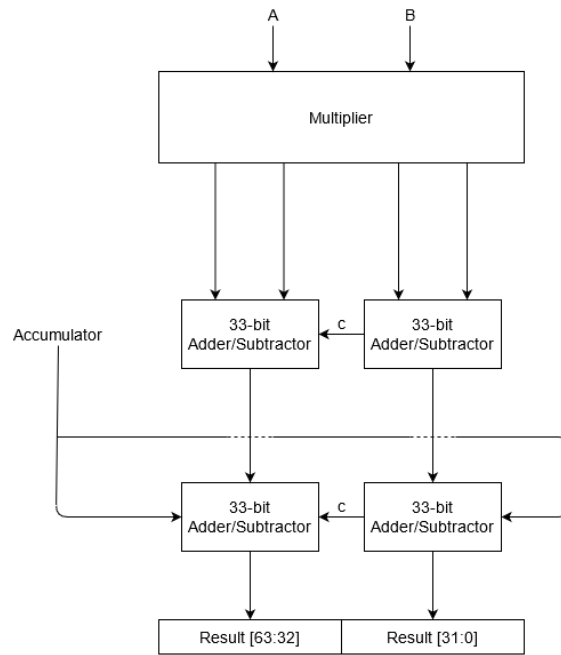 A
B
Multiplier
33-bit
Adder/Subtractor
c
33-bit
Adder/Subtractor
Accumulator
33-bit
Adder/Subtractor
c
33-bit
Adder/Subtractor
Result [63:32]
Result [31:0]